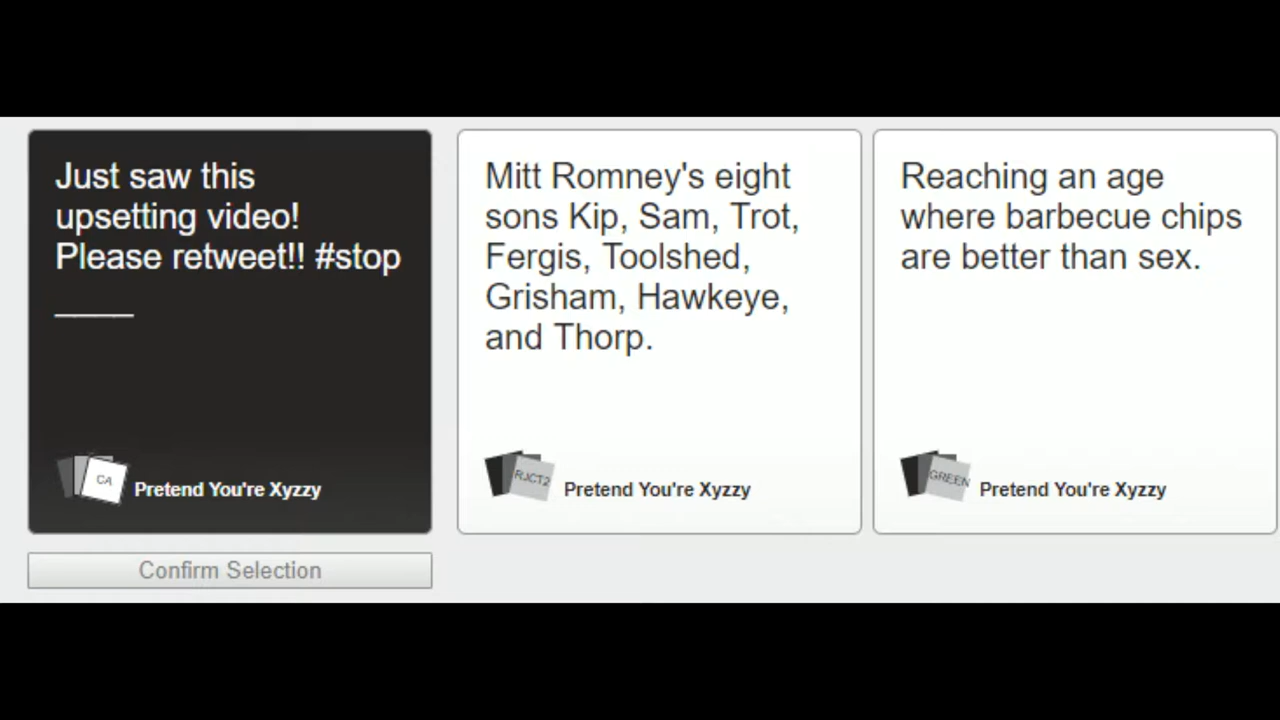 Just saw this
upsetting video!
Please retweet!! #stop
____
CA
Pretend You're Xyzzy
Confirm Selection
Mitt Romney's eight
sons Kip, Sam, Trot,
Fergis, Toolshed,
Grisham, Hawkeye,
and Thorp.
RJCT2
Pretend You're Xyzzy
Reaching an age
where barbecue chips
are better than sex.
GREEN
Pretend You're Xyzzy